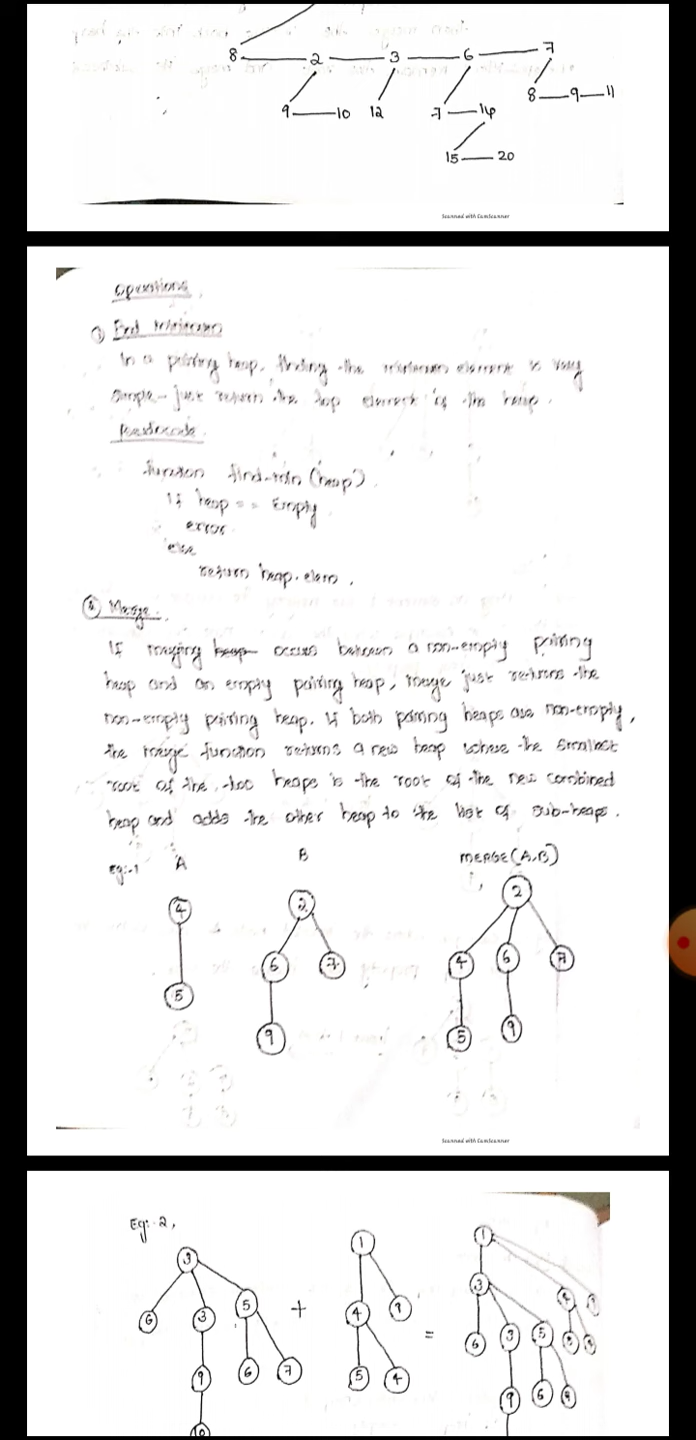 8 2 3 6 7
9 10 12 7 14 8 9 11
15 20
Scanned with CamScanner
Operations.
① Find Minimum
In a pairing heap, finding the minimum element is very
simple - just return the top element of the heap.
Pseudocode
function find-min (heap)
If heap == Empty
error
else
return heap.elem.
② Merge.
If merging heap occurs between a non-empty pairing
heap and an empty pairing heap, merge just returns the
non-empty pairing heap. If both pairing heaps are non-empty,
the merge function returns a new heap where the smallest
root of the two heaps is the root of the new combined
heap and adds the other heap to the list of sub-heaps.
eg:-1 A B MERGE(A,B)
4 2 2
5 6 7 4 6 7
9 5 9
Scanned with CamScanner
Eg:-2,
3 1 1
6 3 5 + 4 = 3
9 6 7 5 4 6 3 5
10 9 6